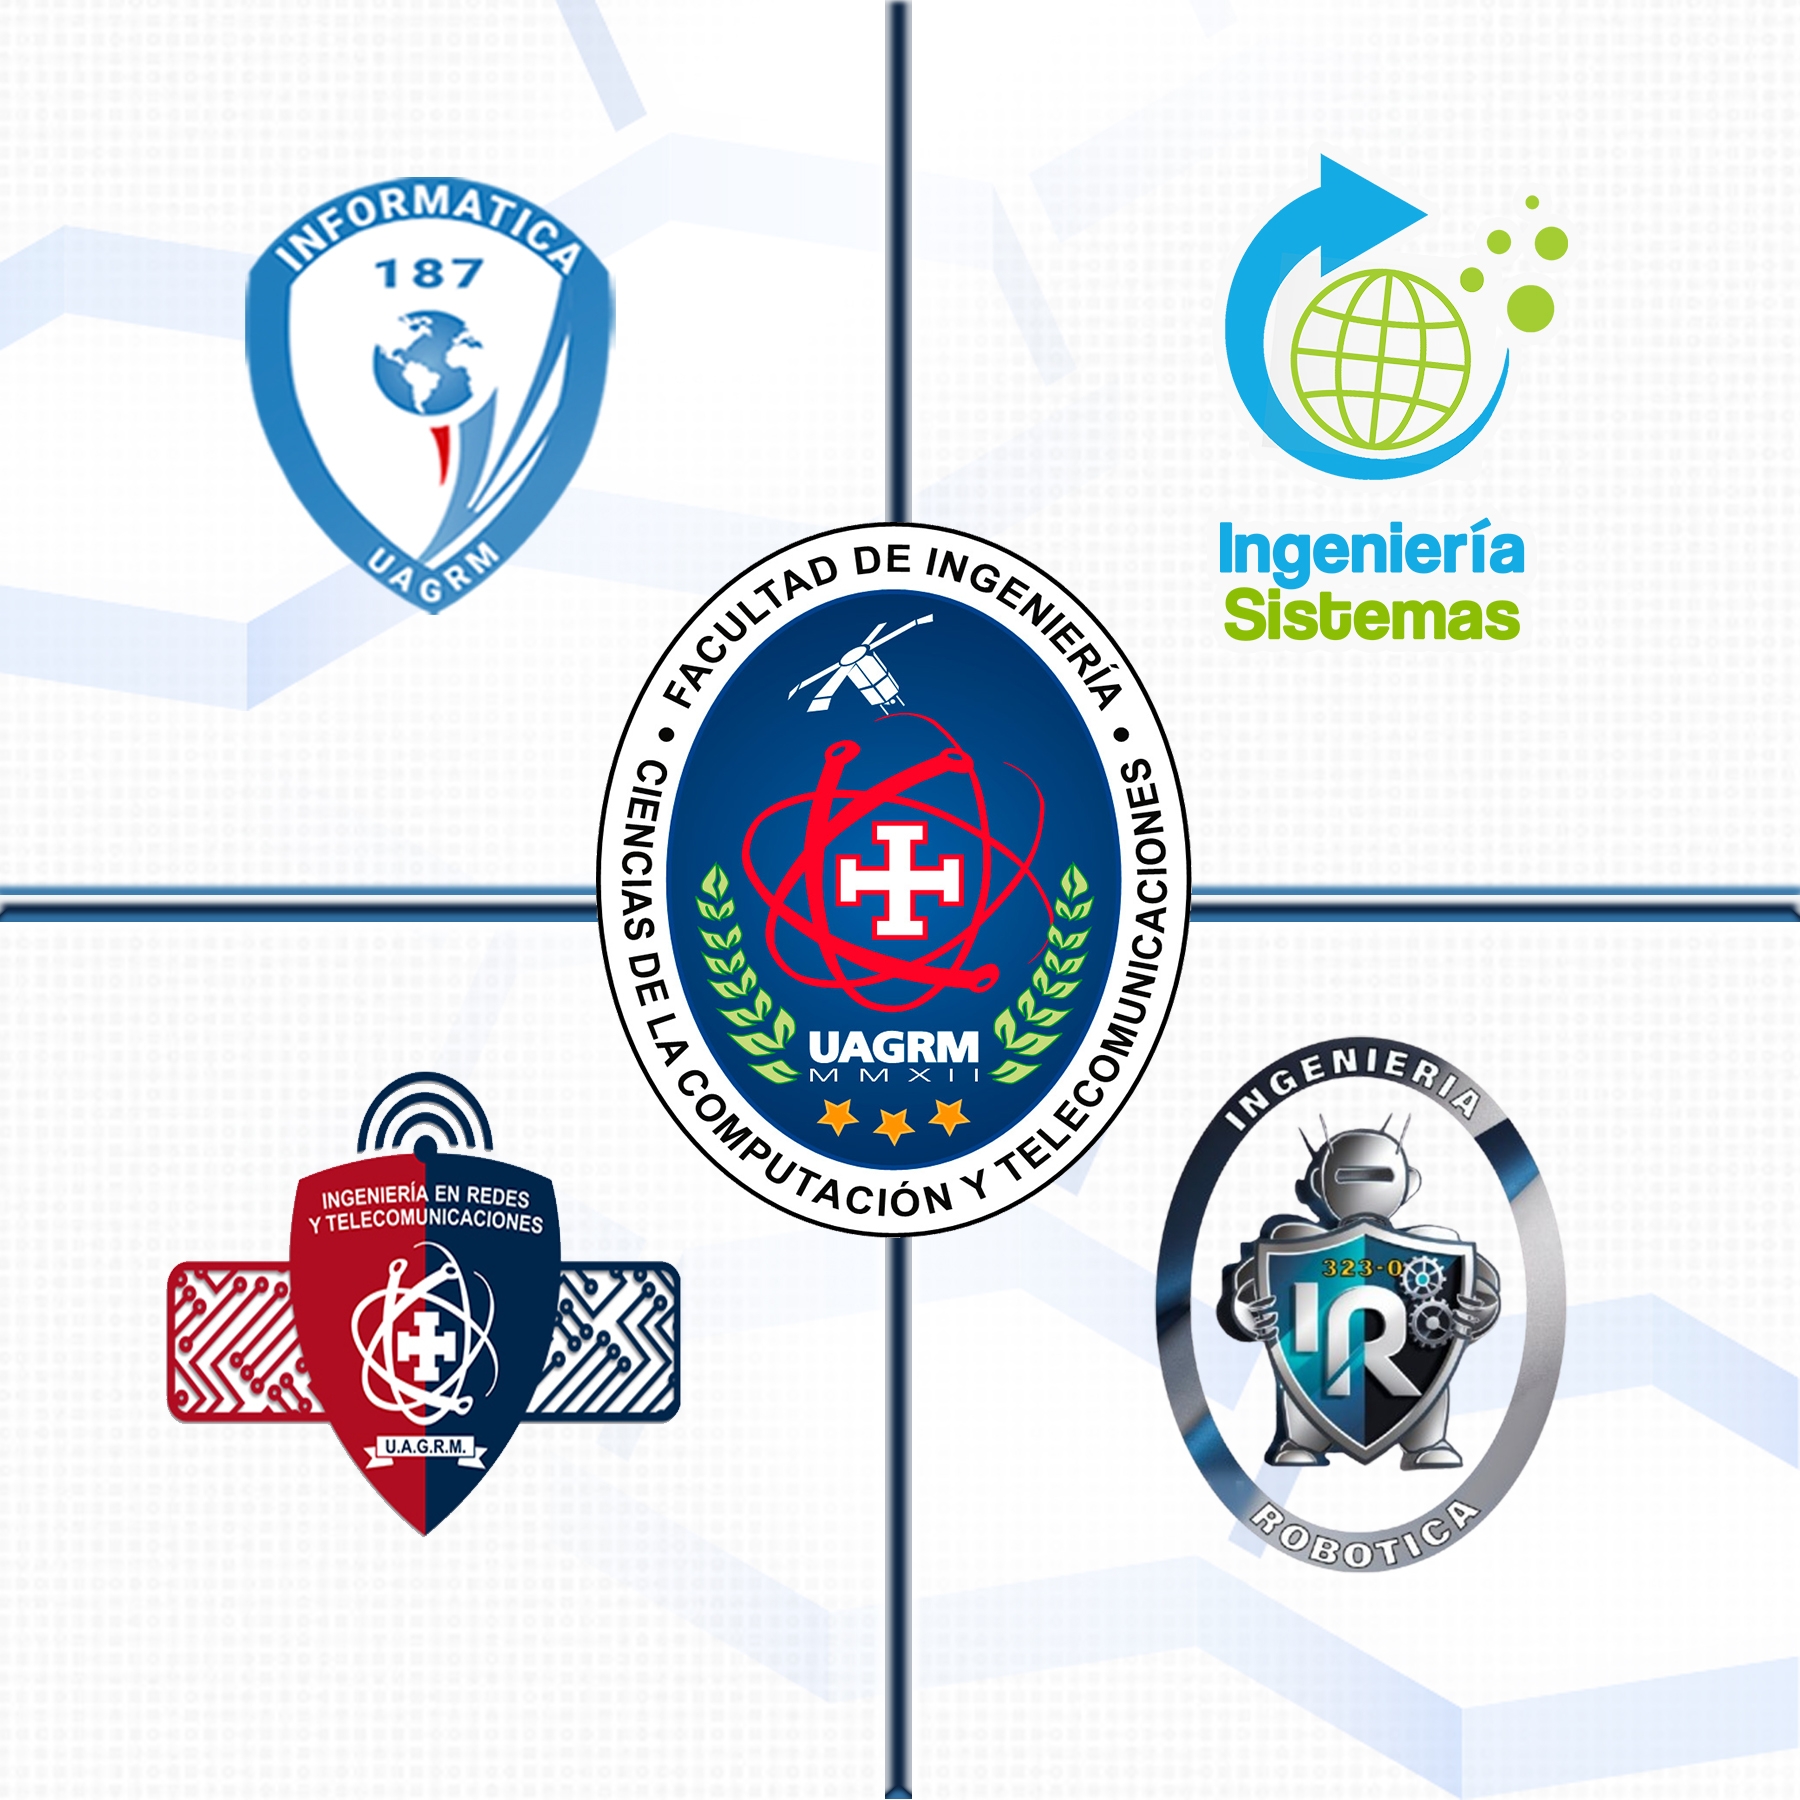 INFORMATICA
187
UAGRM
Ingeniería
Sistemas
FACULTAD DE INGENIERÍA
CIENCIAS DE LA COMPUTACIÓN Y TELECOMUNICACIONES
UAGRM
MMXII
INGENIERÍA EN REDES
Y TELECOMUNICACIONES
U.A.G.R.M.
INGENIERIA
323-0
IR
ROBOTICA